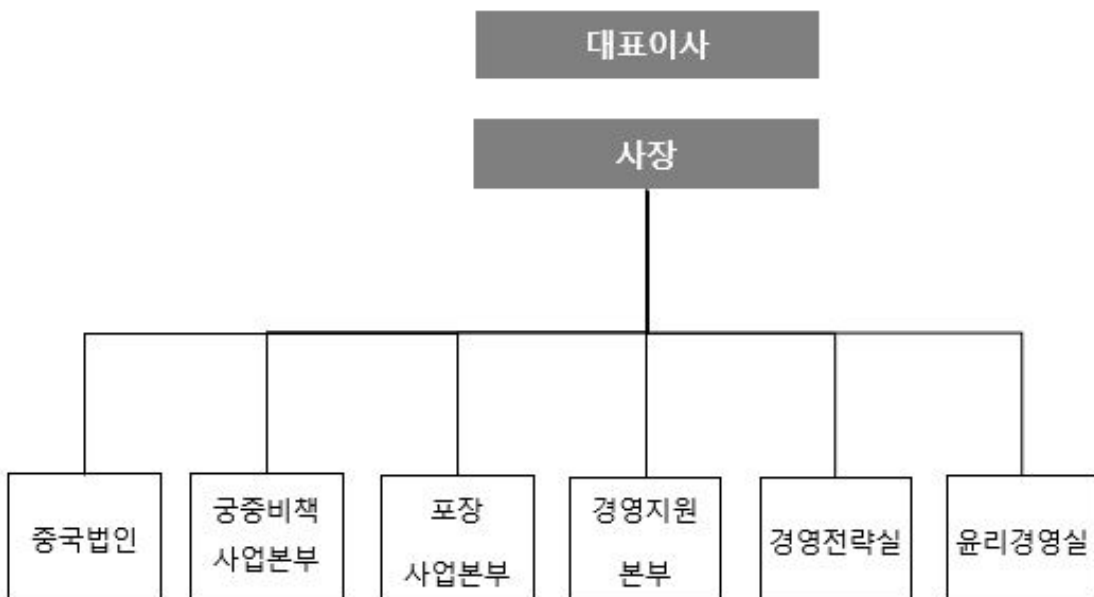 대표이사
사장
중국법인
궁중비책
사업본부
포장
사업본부
경영지원
본부
경영전략실
윤리경영실